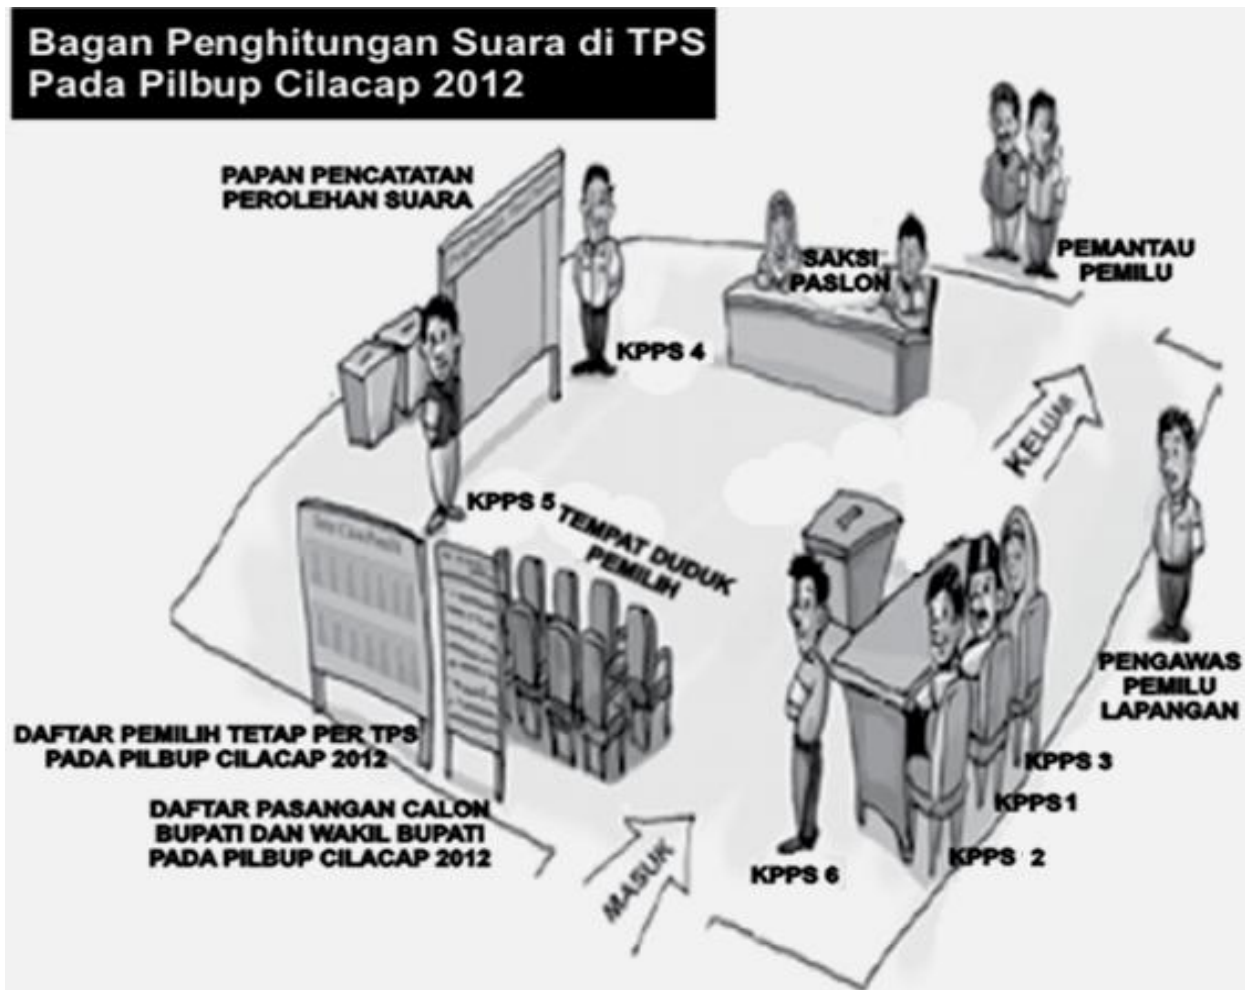 Bagan Penghitungan Suara di TPS
Pada Pilbup Cilacap 2012
PAPAN PENCATATAN
PEROLEHAN SUARA
PEMANTAU
PEMILU
SAKSI
PASLON
KPPS 4
KELUAR
KPPS 5
TEMPAT DUDUK
PEMILIH
PENGAWAS
PEMILU
LAPANGAN
DAFTAR PEMILIH TETAP PER TPS
PADA PILBUP CILACAP 2012
KPPS 3
KPPS 1
DAFTAR PASANGAN CALON
BUPATI DAN WAKIL BUPATI
PADA PILBUP CILACAP 2012
MASUK
KPPS 2
KPPS 6